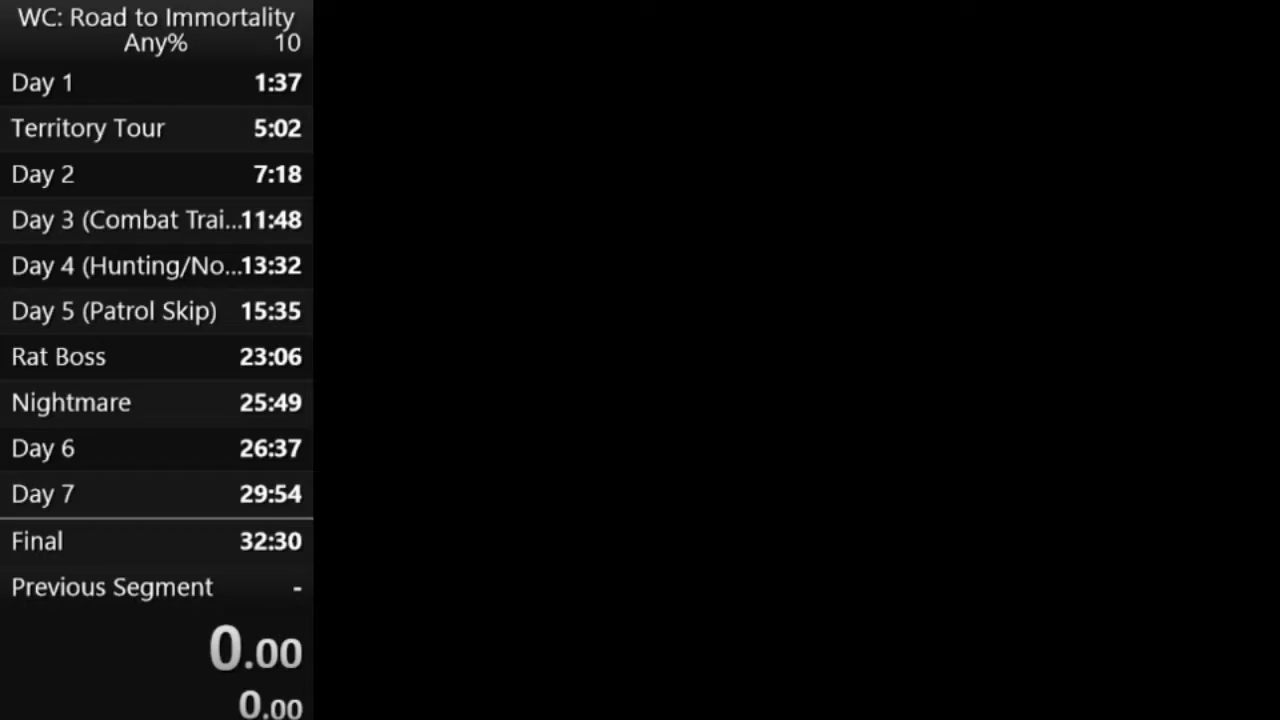 WC: Road to Immortality
Any% 10
Day 1 1:37
Territory Tour 5:02
Day 2 7:18
Day 3 (Combat Trai...11:48
Day 4 (Hunting/No...13:32
Day 5 (Patrol Skip) 15:35
Rat Boss 23:06
Nightmare 25:49
Day 6 26:37
Day 7 29:54
Final 32:30
Previous Segment -
0.00
0.00